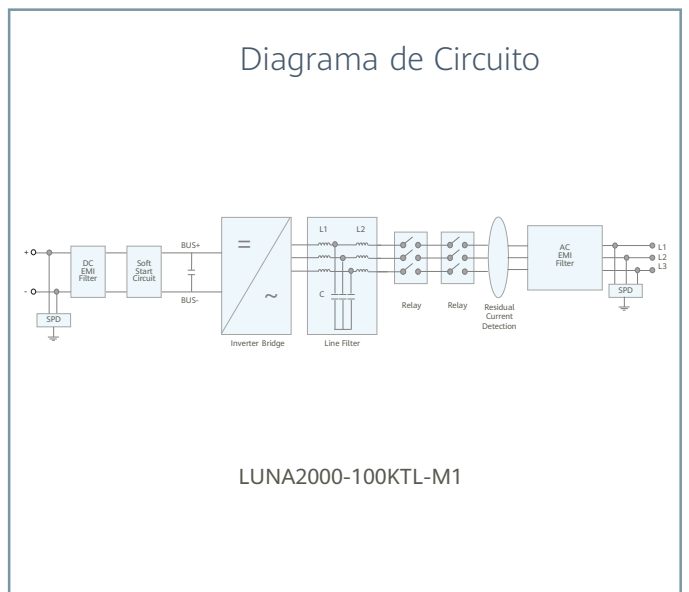 Diagrama de Circuito
+
-
DC
EMI
Filter
SPD
Soft
Start
Circuit
BUS+
BUS-
=
~
Inverter Bridge
L1
L2
C
Line Filter
Relay
Relay
Residual
Current
Detection
AC
EMI
Filter
L1
L2
L3
SPD
LUNA2000-100KTL-M1